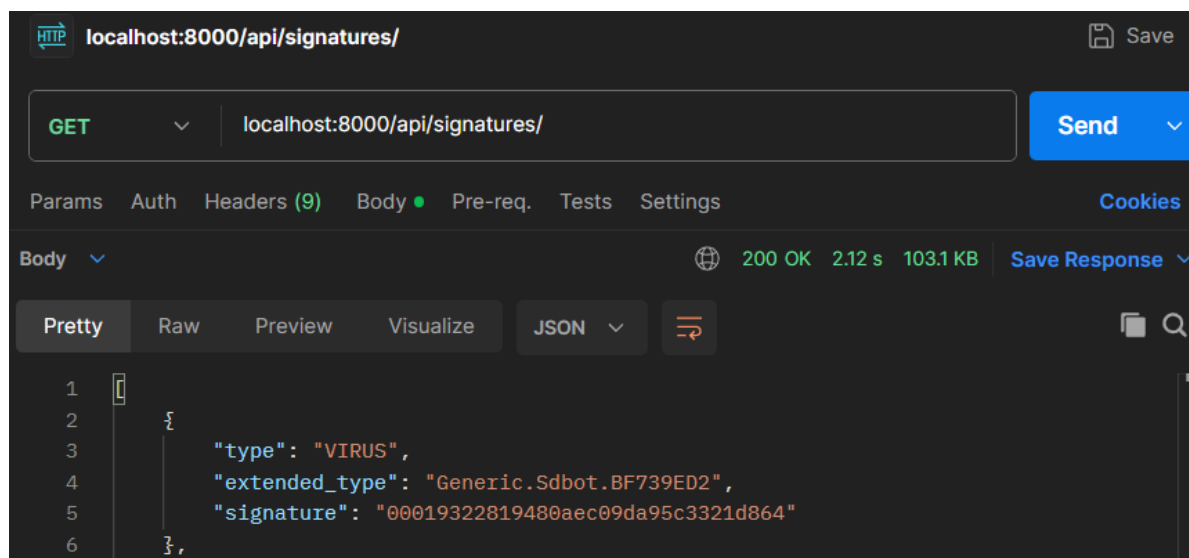 HTTP localhost:8000/api/signatures/ Save
GET localhost:8000/api/signatures/ Send
Params Auth Headers (9) Body Pre-req. Tests Settings Cookies
Body 200 OK 2.12 s 103.1 KB Save Response
Pretty Raw Preview Visualize JSON
1 [
2 {
3 "type": "VIRUS",
4 "extended_type": "Generic.Sdbot.BF739ED2",
5 "signature": "00019322819480aec09da95c3321d864"
6 },